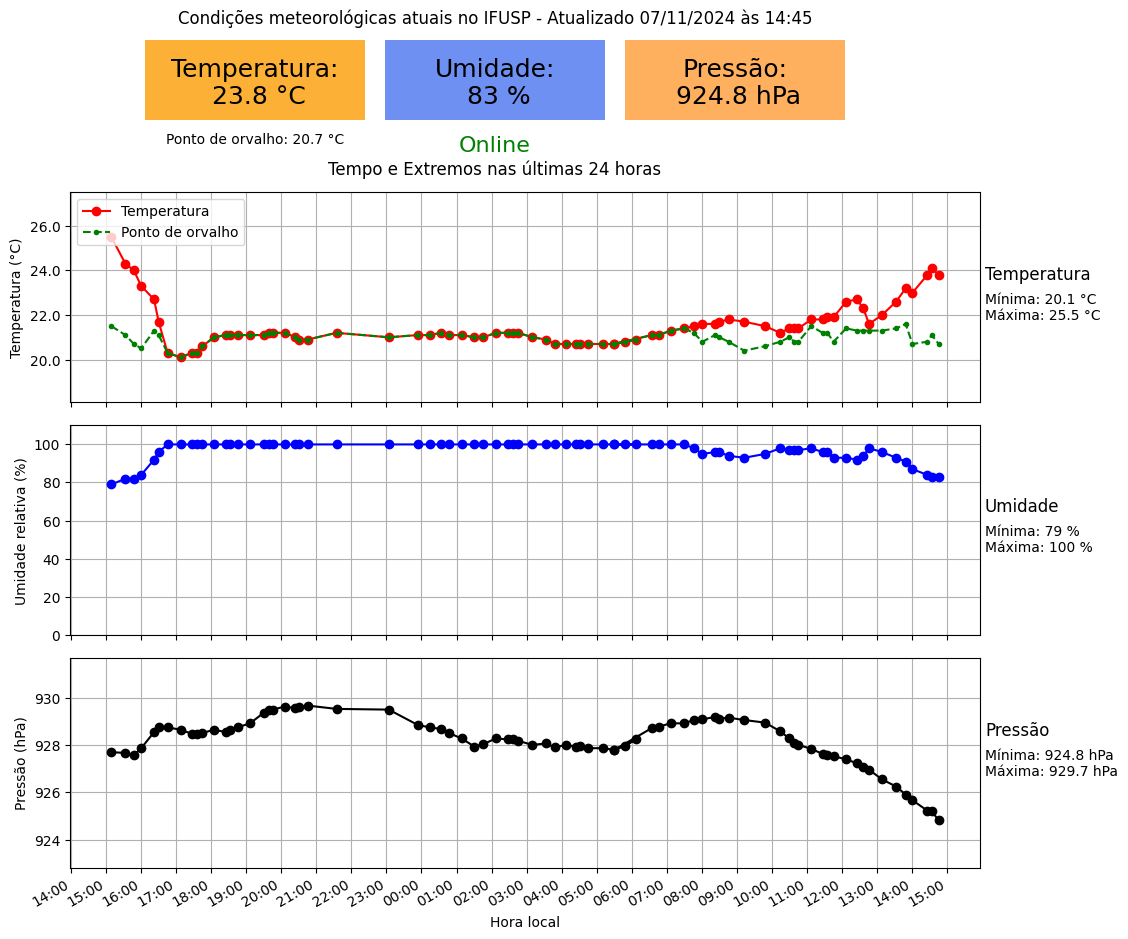 Condições meteorológicas atuais no IFUSP - Atualizado 07/11/2024 às 14:45
Temperatura:
23.8 °C
Umidade:
83 %
Pressão:
924.8 hPa
Ponto de orvalho: 20.7 °C
Online
Tempo e Extremos nas últimas 24 horas
Temperatura
Ponto de orvalho
Temperatura (°C)
26.0
24.0
22.0
20.0
Temperatura
Mínima: 20.1 °C
Máxima: 25.5 °C
Umidade relativa (%)
100
80
60
40
20
0
Umidade
Mínima: 79 %
Máxima: 100 %
Pressão (hPa)
930
928
926
924
Pressão
Mínima: 924.8 hPa
Máxima: 929.7 hPa
14:00 15:00 16:00 17:00 18:00 19:00 20:00 21:00 22:00 23:00 00:00 01:00 02:00 03:00 04:00 05:00 06:00 07:00 08:00 09:00 10:00 11:00 12:00 13:00 14:00 15:00
Hora local